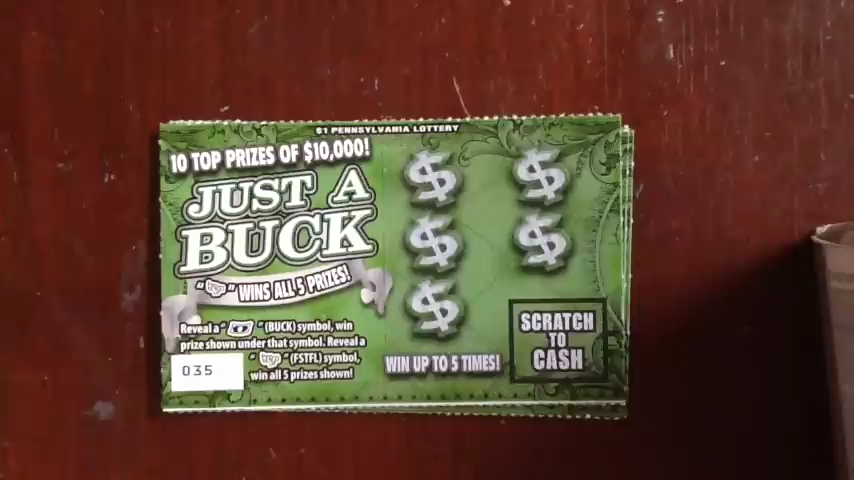 $1 PENNSYLVANIA LOTTERY
10 TOP PRIZES OF $10,000!
JUST A
BUCK
" " WINS ALL 5 PRIZES!
Reveal a " " (BUCK) symbol, win
prize shown under that symbol. Reveal a
" " (FSTFL) symbol,
win all 5 prizes shown!
035
$ $
$ $
$
WIN UP TO 5 TIMES!
SCRATCH
TO
CASH